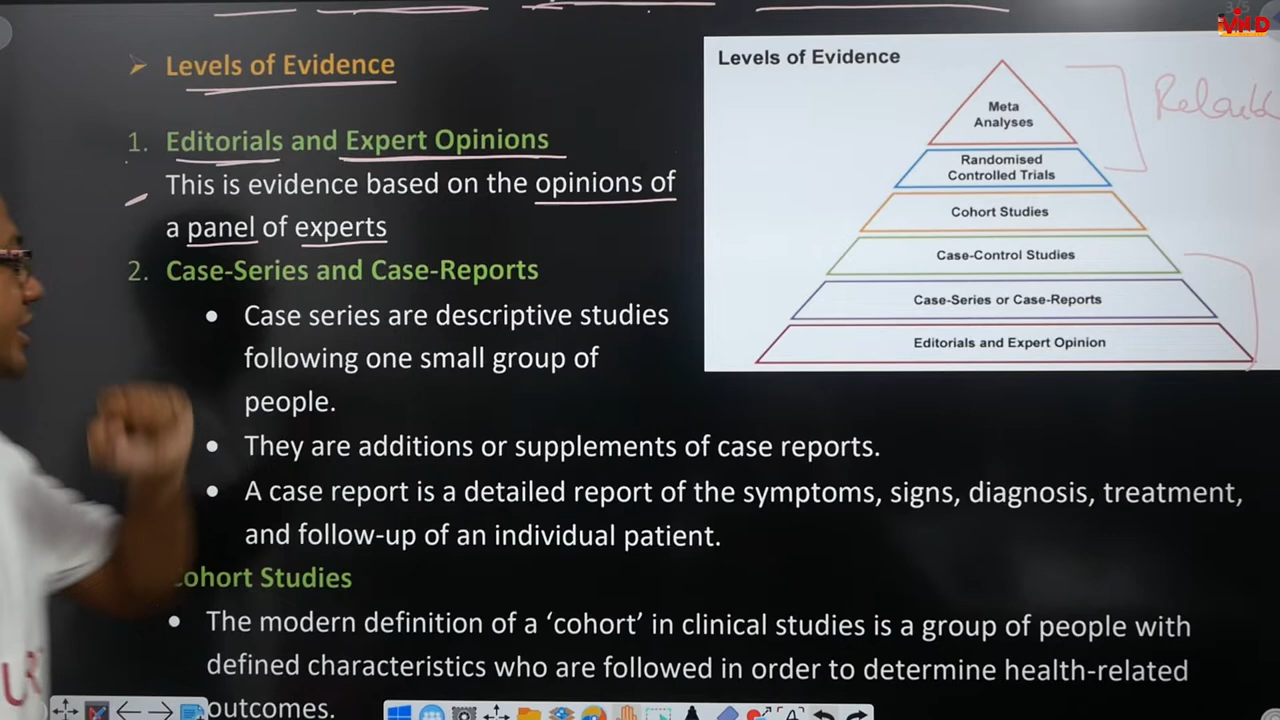 Levels of Evidence
1. Editorials and Expert Opinions
This is evidence based on the opinions of
a panel of experts
2. Case-Series and Case-Reports
• Case series are descriptive studies
following one small group of
people.
• They are additions or supplements of case reports.
• A case report is a detailed report of the symptoms, signs, diagnosis, treatment,
and follow-up of an individual patient.
Cohort Studies
• The modern definition of a ‘cohort’ in clinical studies is a group of people with
defined characteristics who are followed in order to determine health-related
outcomes.
Levels of Evidence
Meta
Analyses
Randomised
Controlled Trials
Cohort Studies
Case-Control Studies
Case-Series or Case-Reports
Editorials and Expert Opinion